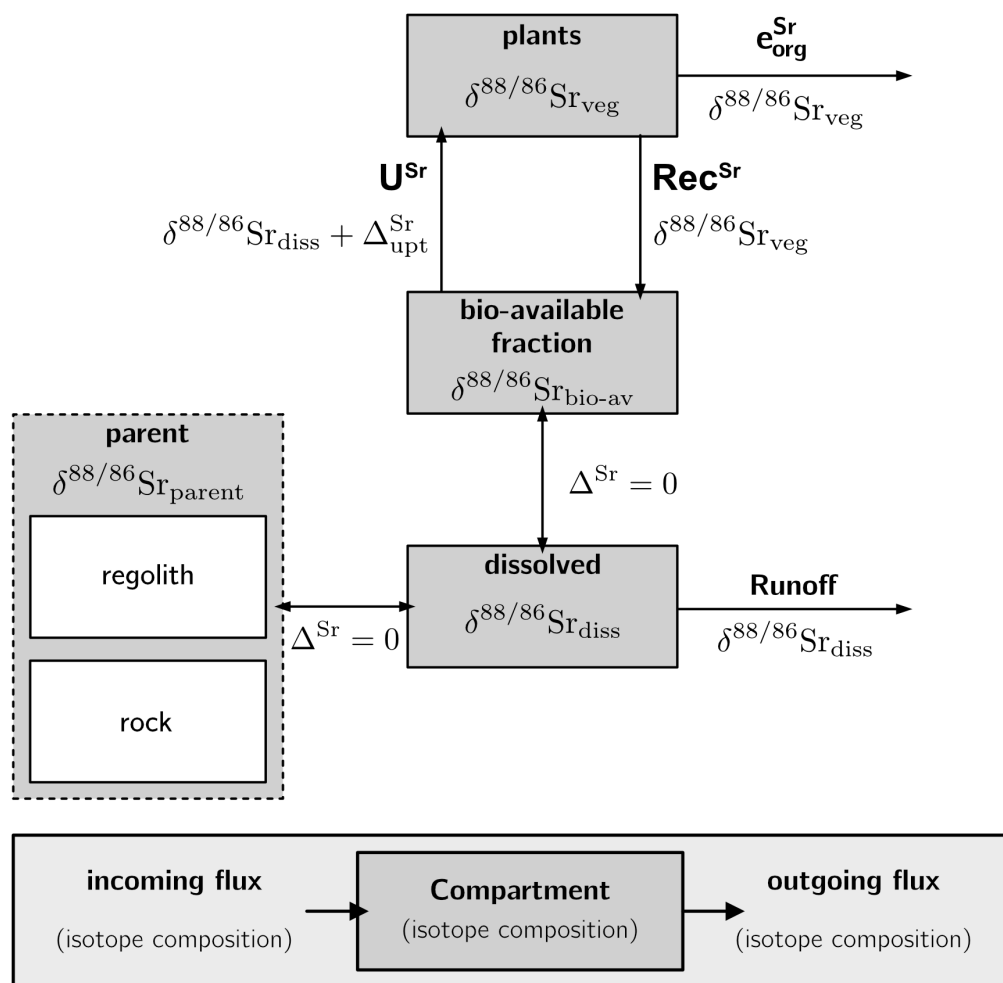 plants
δ88/86Srveg
eSrorg
δ88/86Srveg
USr
δ88/86Srdiss + ΔSrupt
RecSr
δ88/86Srveg
bio-available
fraction
δ88/86Srbio-av
ΔSr = 0
parent
δ88/86Srparent
regolith
rock
ΔSr = 0
dissolved
δ88/86Srdiss
Runoff
δ88/86Srdiss
incoming flux
(isotope composition)
Compartment
(isotope composition)
outgoing flux
(isotope composition)